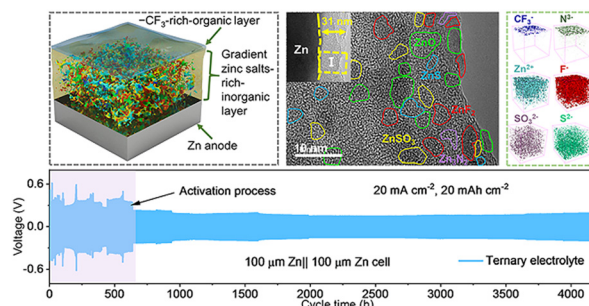 −CF₃-rich-organic layer
Gradient
zinc salts-
rich-
inorganic
layer
Zn anode
31 nm
Zn
I
ZnO
ZnS
ZnF₂
ZnSO₃
Zn₃N₂
10 nm
CF₃⁻
N³⁻
Zn²⁺
F⁻
SO₃²⁻
S²⁻
Voltage (V)
0.6
0.0
-0.6
Activation process
20 mA cm⁻², 20 mAh cm⁻²
100 μm Zn|| 100 μm Zn cell
Ternary electrolyte
0
500
1000
1500
2000
2500
3000
3500
4000
Cycle time (h)